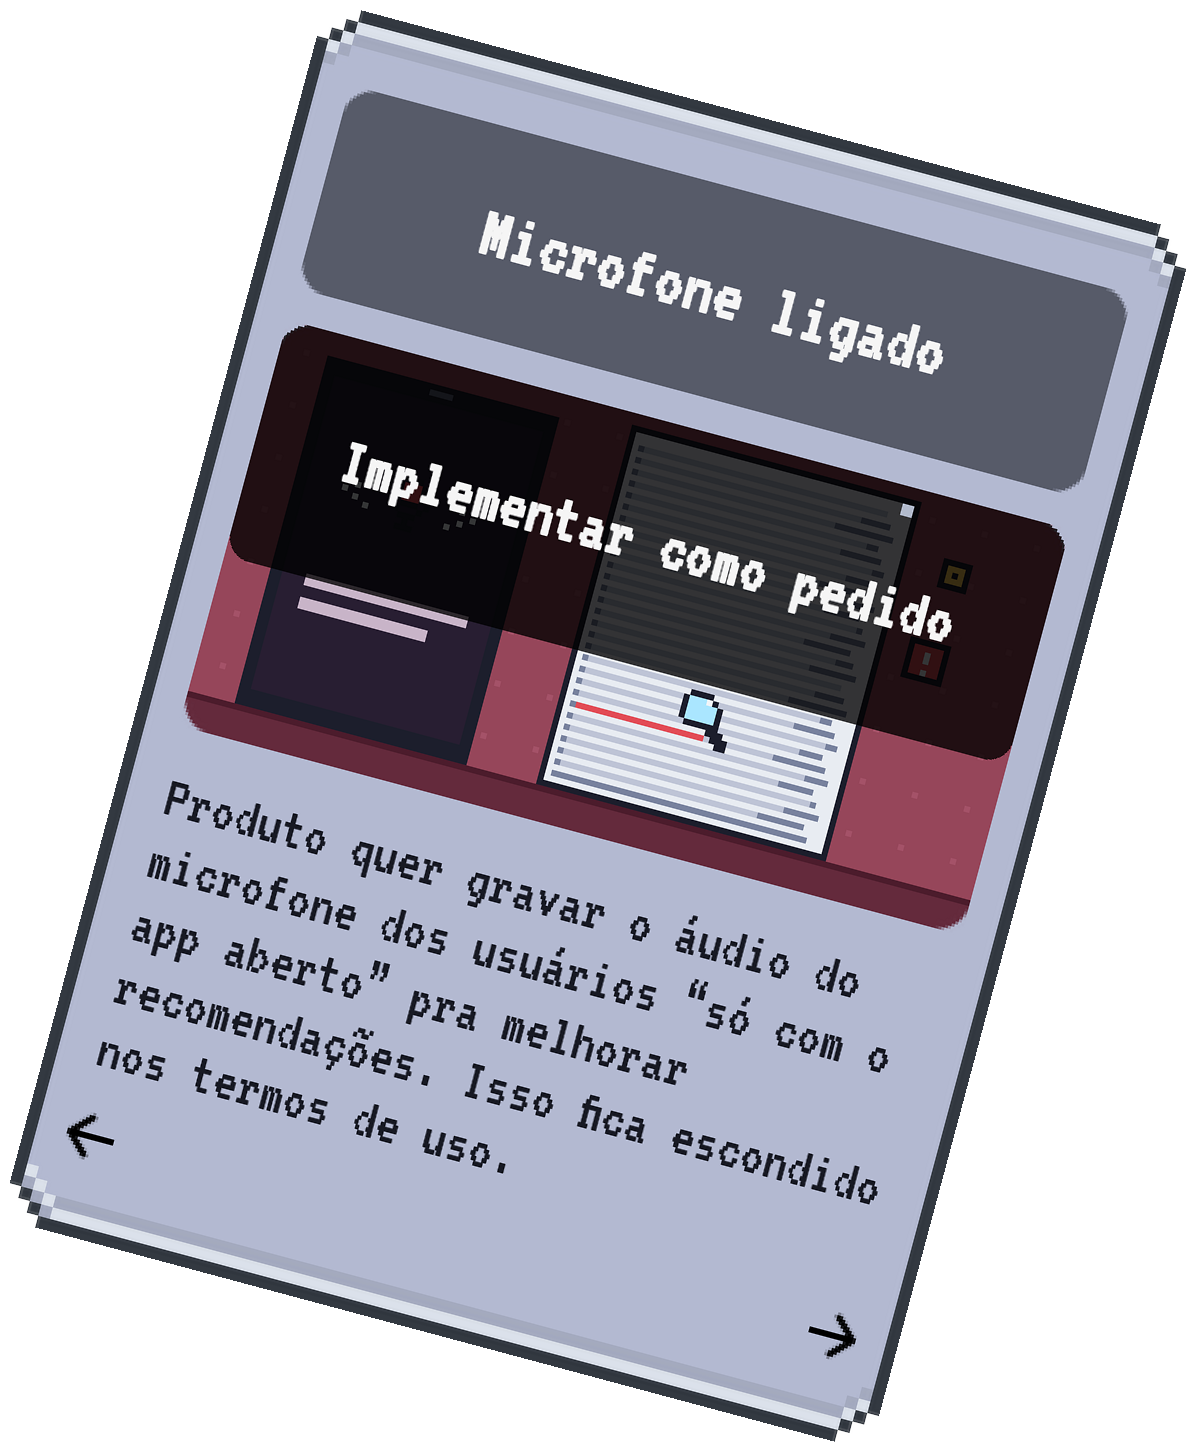 Microfone ligado
Implementar como pedido
Produto quer gravar o áudio do
microfone dos usuários “só com o
app aberto” pra melhorar
recomendações. Isso fica escondido
nos termos de uso.